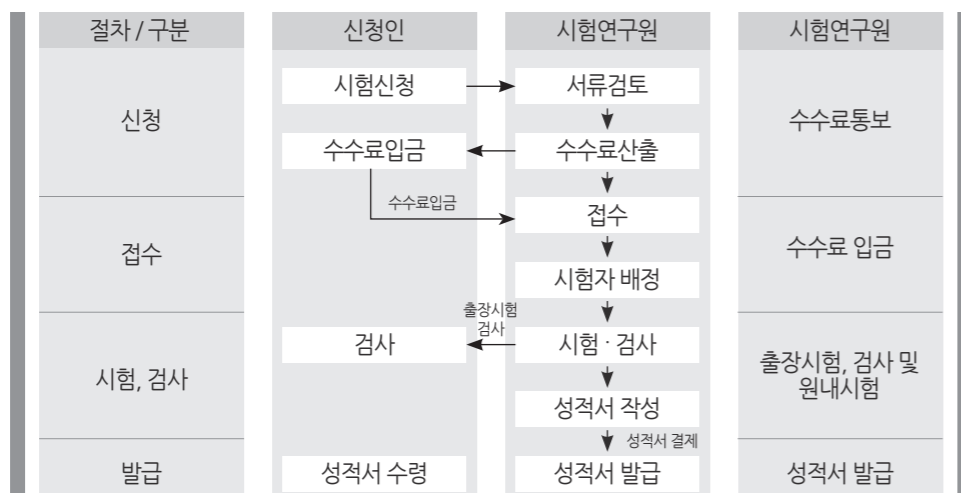 절차 / 구분
신청인
시험연구원
시험연구원
시험신청
서류검토
신청
수수료통보
수수료입금
수수료산출
수수료입금
접수
접수
수수료 입금
시험자 배정
출장시험
검사
검사
시험 · 검사
시험, 검사
출장시험, 검사 및
원내시험
성적서 작성
성적서 결제
발급
성적서 수령
성적서 발급
성적서 발급